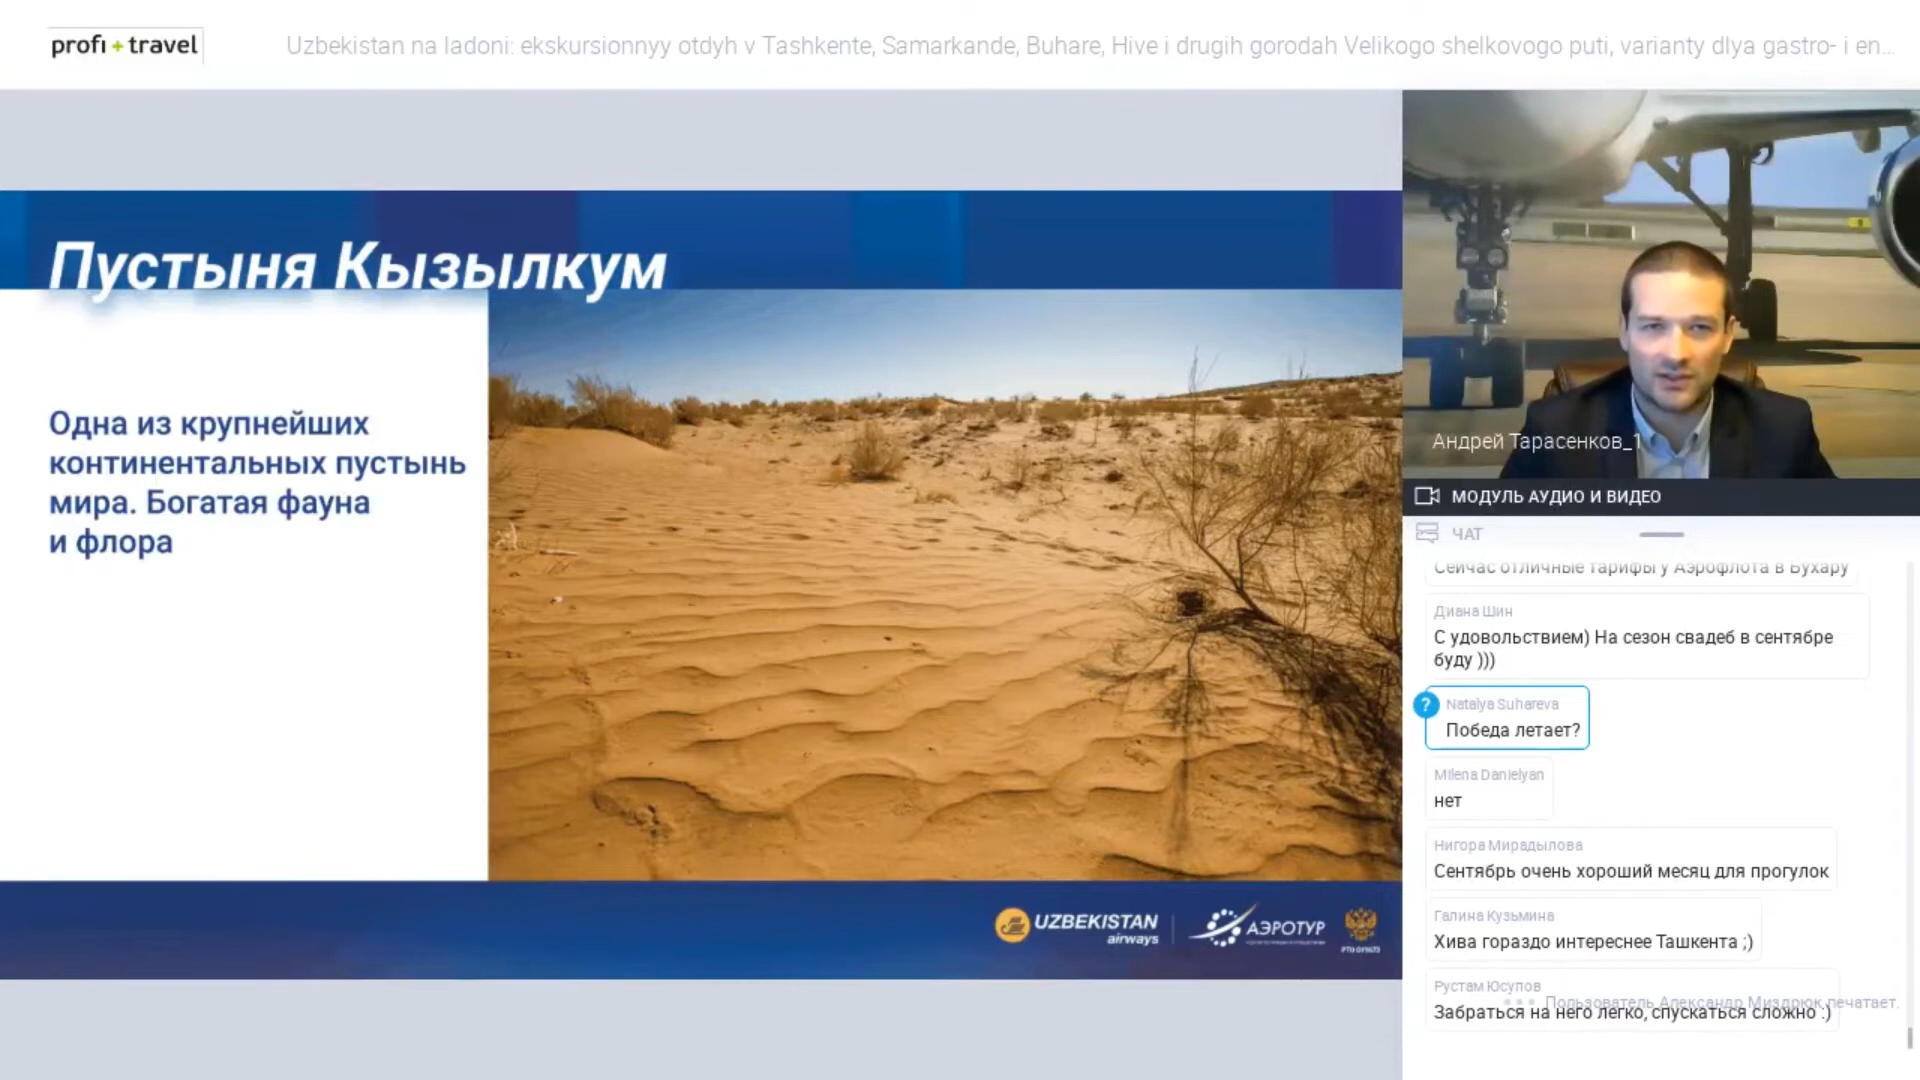 profi + travel
Uzbekistan na ladoni: ekskursionnyy otdyh v Tashkente, Samarkande, Buhare, Hive i drugih gorodah Velikogo shelkovogo puti, varianty dlya gastro- i en...
Пустыня Кызылкум
Одна из крупнейших
континентальных пустынь
мира. Богатая фауна
и флора
UZBEKISTAN
airways
АЭРОТУР
Андрей Тарасенков_1
МОДУЛЬ АУДИО И ВИДЕО
ЧАТ
Сейчас отличные тарифы у Аэрофлота в Бухару
Диана Шин
С удовольствием) На сезон свадеб в сентябре
буду )))
?
Natalya Suhareva
Победа летает?
Milena Danielyan
нет
Нигора Мирадылова
Сентябрь очень хороший месяц для прогулок
Галина Кузьмина
Хива гораздо интереснее Ташкента ;)
Рустам Юсупов
Пользователь Александр Миздрюк печатает.
Забраться на него легко, спускаться сложно :)